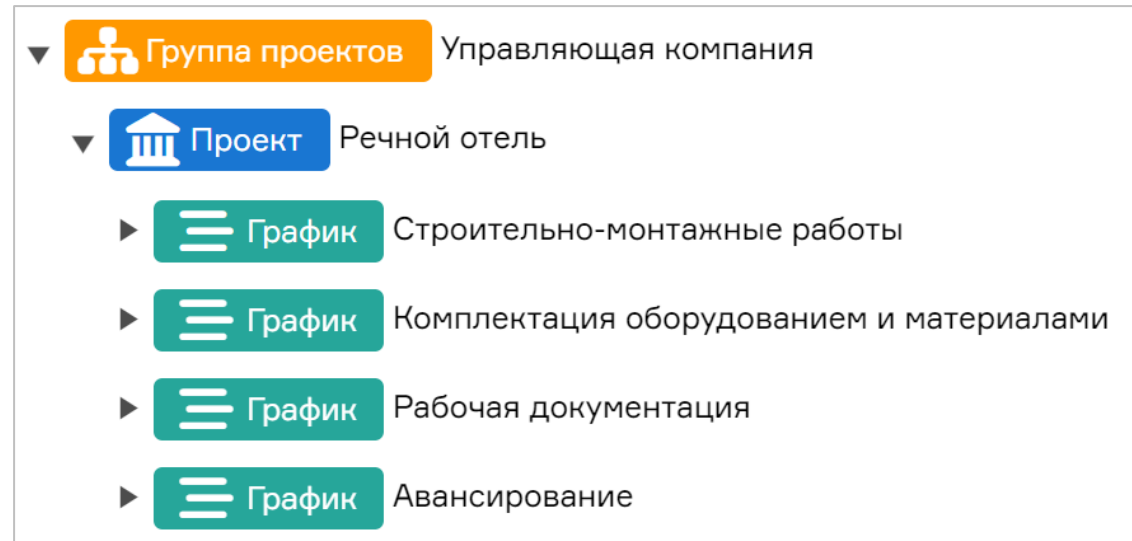 Группа проектов Управляющая компания
Проект Речной отель
График Строительно-монтажные работы
График Комплектация оборудованием и материалами
График Рабочая документация
График Авансирование